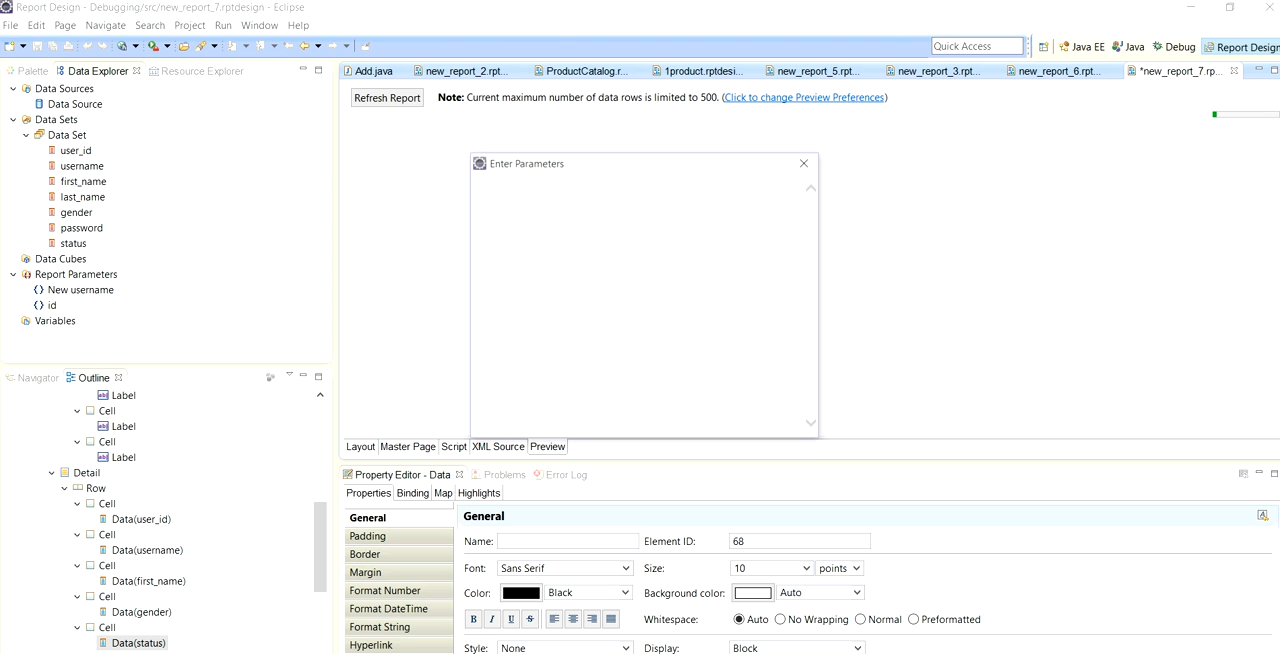 Report Design - Debugging/src/new_report_7.rptdesign - Eclipse
File Edit Page Navigate Search Project Run Window Help
Quick Access
Java EE Java Debug Report Design
Palette Data Explorer Resource Explorer
Add.java new_report_2.rpt... ProductCatalog.r... 1product.rptdesi... new_report_5.rpt... new_report_3.rpt... new_report_6.rpt... *new_report_7.rp...
Data Sources
Data Source
Data Sets
Data Set
user_id
username
first_name
last_name
gender
password
status
Data Cubes
Report Parameters
New username
id
Variables
Refresh Report Note: Current maximum number of data rows is limited to 500. (Click to change Preview Preferences)
Enter Parameters
Layout Master Page Script XML Source Preview
Navigator Outline
Label
Cell
Label
Cell
Label
Detail
Row
Cell
Data(user_id)
Cell
Data(username)
Cell
Data(first_name)
Cell
Data(gender)
Cell
Data(status)
Property Editor - Data Problems Error Log
Properties Binding Map Highlights
General
Padding
Border
Margin
Format Number
Format DateTime
Format String
Hyperlink
General
Name: Element ID: 68
Font: Sans Serif Size: 10 points
Color: Black Background color: Auto
B I U S Whitespace: Auto No Wrapping Normal Preformatted
Style: None Display: Block